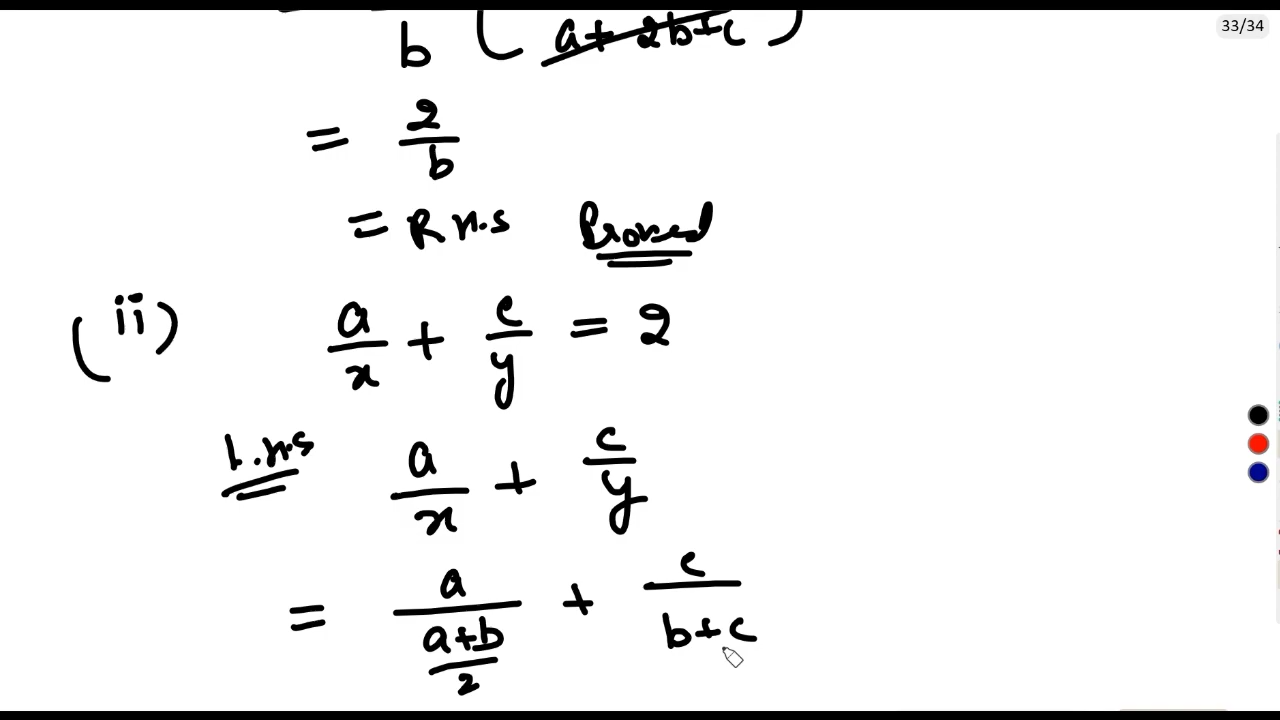 33/34
b ( a+2b+c )
= 2/b
= R.H.S Proved
(ii) a/x + c/y = 2
L.H.S a/x + c/y
= a/((a+b)/2) + c/(b+c)